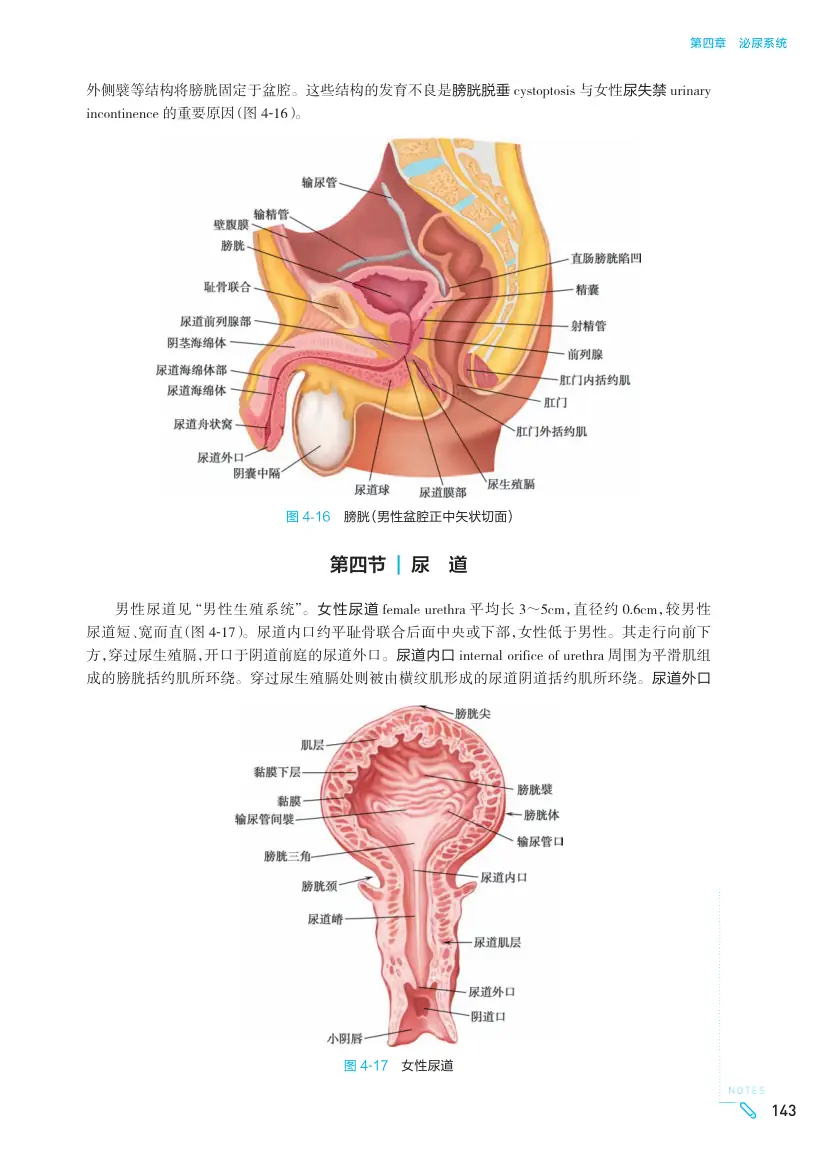 第四章 泌尿系统
外侧襞等结构将膀胱固定于盆腔。这些结构的发育不良是膀胱脱垂 cystoptosis 与女性尿失禁 urinary
incontinence 的重要原因(图 4-16)。
输尿管
输精管
壁腹膜
膀胱
直肠膀胱陷凹
耻骨联合
精囊
尿道前列腺部
射精管
阴茎海绵体
前列腺
尿道海绵体部
肛门内括约肌
尿道海绵体
肛门
尿道舟状窝
肛门外括约肌
尿道外口
阴囊中隔
尿道球
尿道膜部
尿生殖膈
图 4-16 膀胱(男性盆腔正中矢状切面)
第四节 | 尿 道
男性尿道见“男性生殖系统”。女性尿道 female urethra 平均长 3~5cm,直径约 0.6cm,较男性
尿道短、宽而直(图 4-17)。尿道内口约平耻骨联合后面中央或下部,女性低于男性。其走行向前下
方,穿过尿生殖膈,开口于阴道前庭的尿道外口。尿道内口 internal orifice of urethra 周围为平滑肌组
成的膀胱括约肌所环绕。穿过尿生殖膈处则被由横纹肌形成的尿道阴道括约肌所环绕。尿道外口
膀胱尖
肌层
黏膜下层
膀胱襞
黏膜
膀胱体
输尿管间襞
输尿管口
膀胱三角
尿道内口
膀胱颈
尿道嵴
尿道肌层
尿道外口
阴道口
小阴唇
图 4-17 女性尿道
NOTES
143